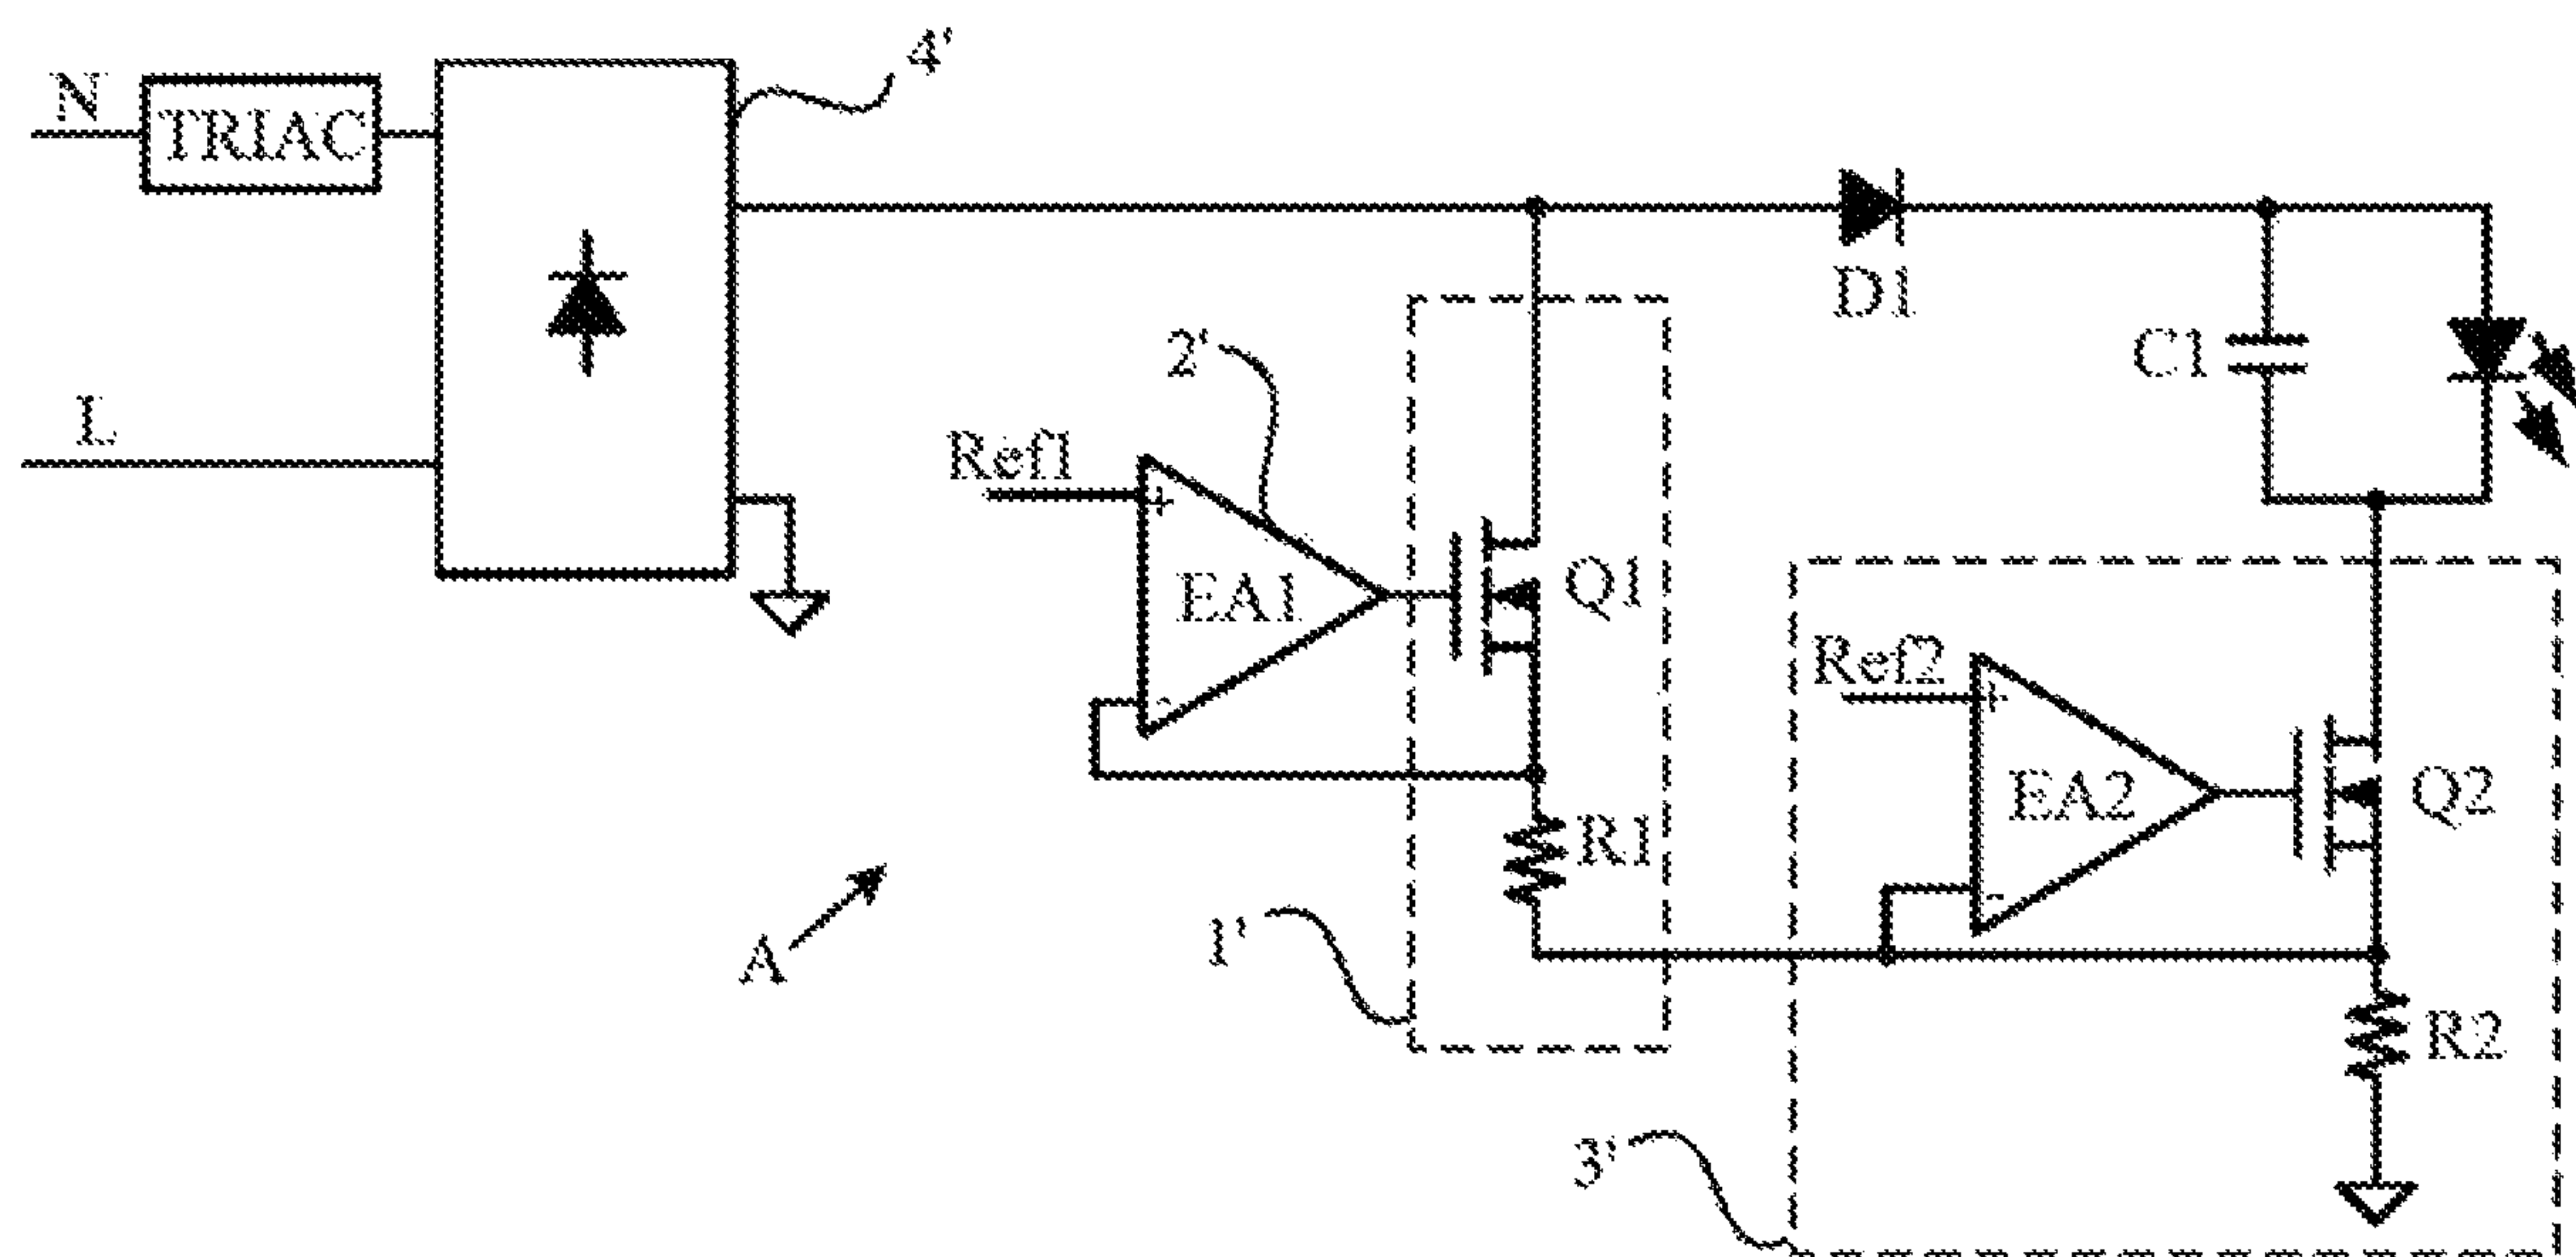 N
TRIAC
4'
L
D1
C1
2'
Ref1
+
EA1
-
Q1
Ref2
+
EA2
-
Q2
R1
1'
A
R2
3'